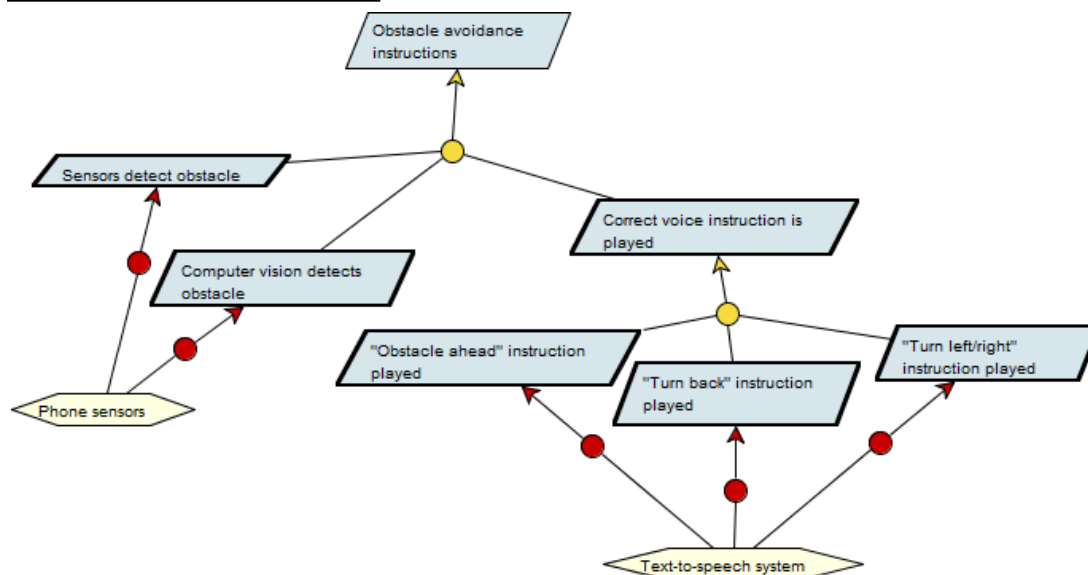 Obstacle avoidance
instructions
Sensors detect obstacle
Correct voice instruction is
played
Computer vision detects
obstacle
"Obstacle ahead" instruction
played
"Turn back" instruction
played
"Turn left/right"
instruction played
Phone sensors
Text-to-speech system